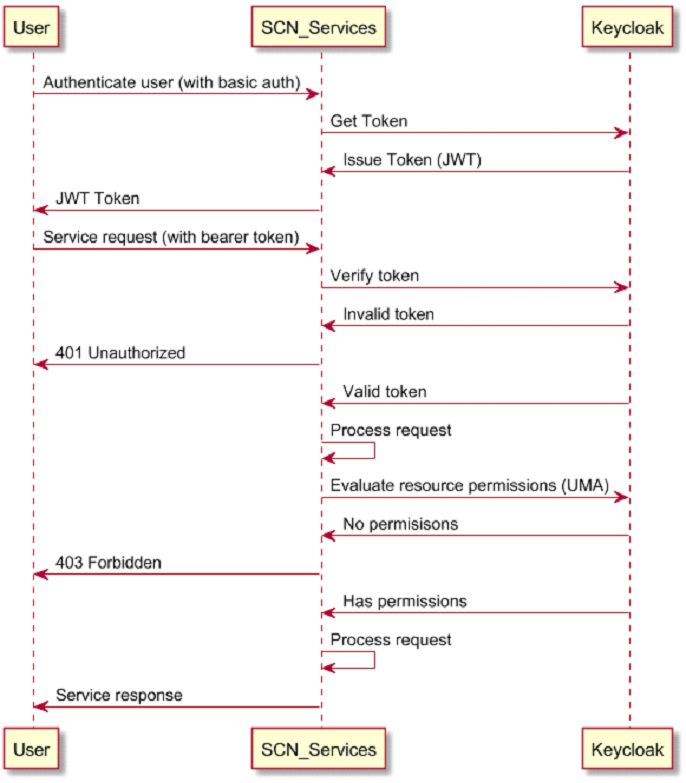 User SCN_Services Keycloak
Authenticate user (with basic auth)
Get Token
Issue Token (JWT)
JWT Token
Service request (with bearer token)
Verify token
Invalid token
401 Unauthorized
Valid token
Process request
Evaluate resource permissions (UMA)
No permisisons
403 Forbidden
Has permissions
Process request
Service response
User SCN_Services Keycloak